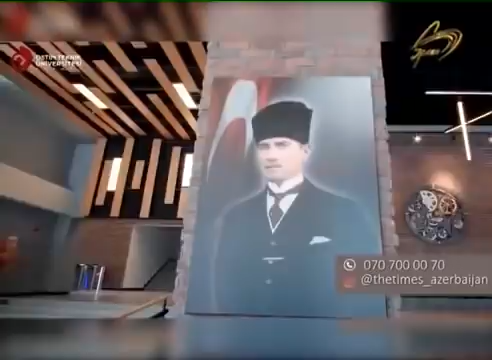 OSTİM TEKNİK
ÜNİVERSİTESİ
070 700 00 70
@thetimes_azerbaijan